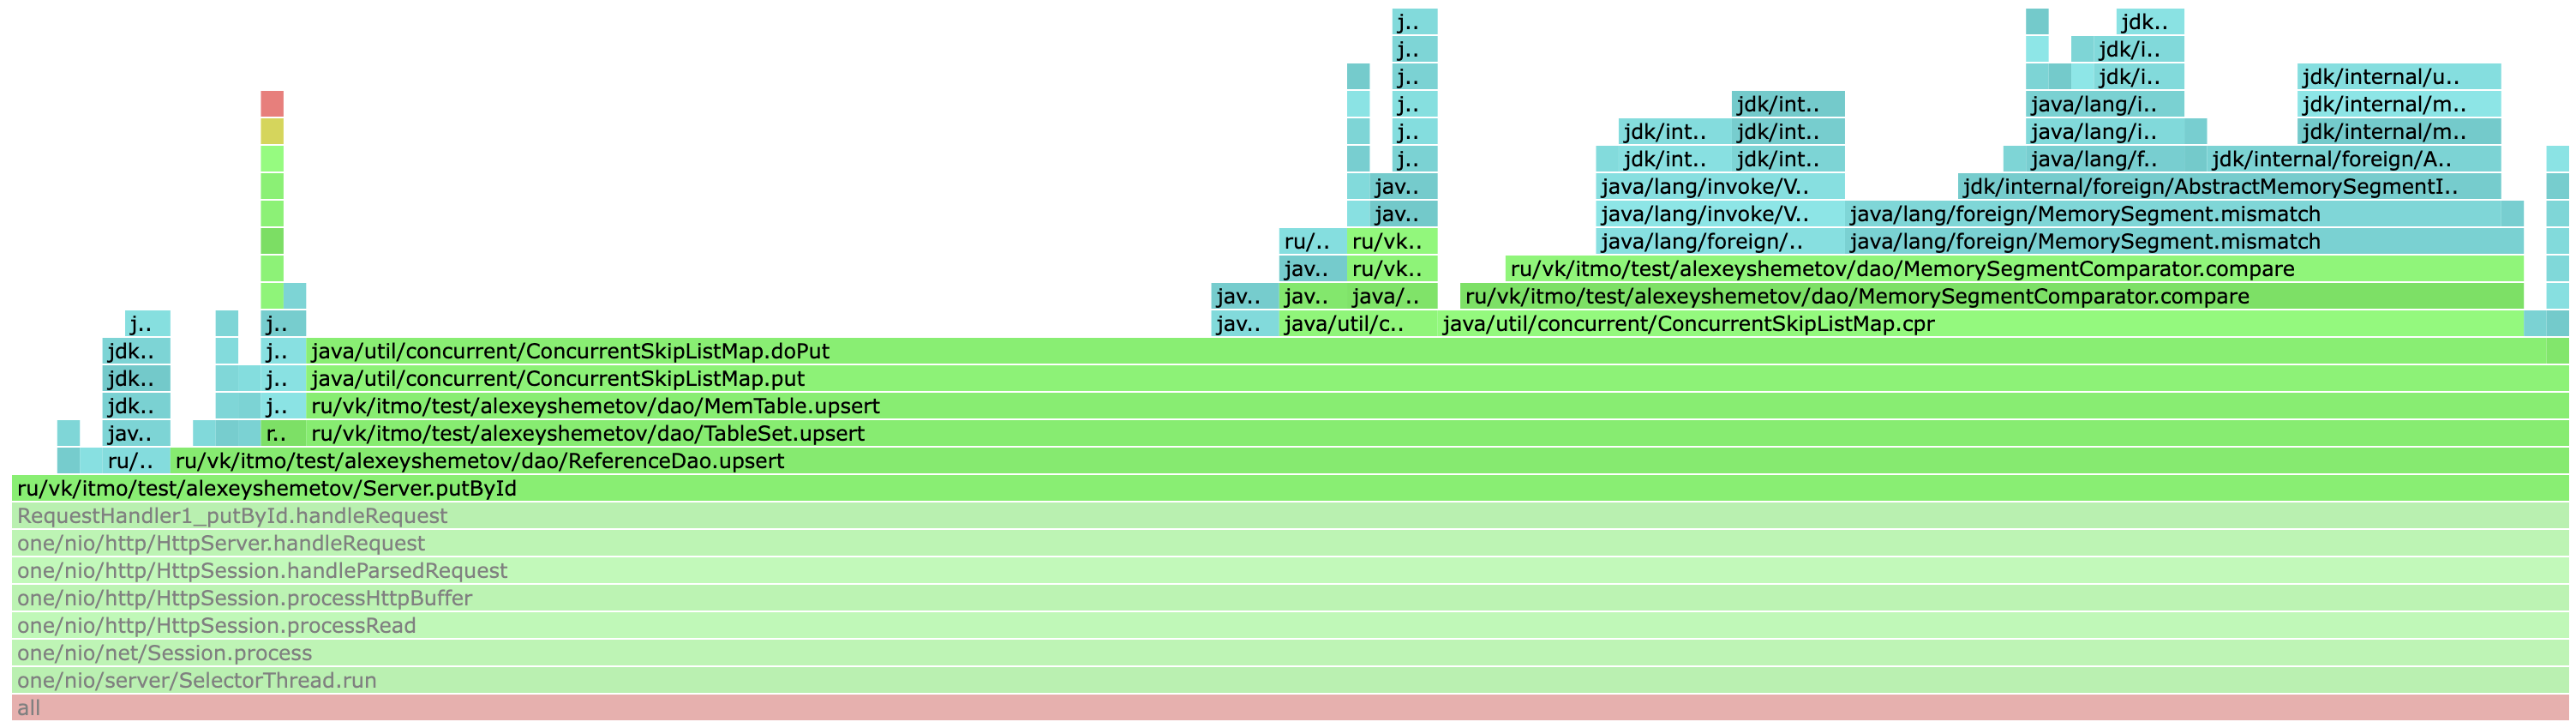 j.. jdk..
j.. jdk/i..
j.. jdk/i.. jdk/internal/u..
j.. jdk/int.. java/lang/i.. jdk/internal/m..
j.. jdk/int.. jdk/int.. java/lang/i.. jdk/internal/m..
j.. jdk/int.. jdk/int.. java/lang/f.. jdk/internal/foreign/A..
jav.. java/lang/invoke/V.. jdk/internal/foreign/AbstractMemorySegmentI..
jav.. java/lang/invoke/V.. java/lang/foreign/MemorySegment.mismatch
ru/.. ru/vk.. java/lang/foreign/.. java/lang/foreign/MemorySegment.mismatch
jav.. ru/vk.. ru/vk/itmo/test/alexeyshemetov/dao/MemorySegmentComparator.compare
jav.. jav.. java/.. ru/vk/itmo/test/alexeyshemetov/dao/MemorySegmentComparator.compare
j.. j.. jav.. java/util/c.. java/util/concurrent/ConcurrentSkipListMap.cpr
jdk.. j.. java/util/concurrent/ConcurrentSkipListMap.doPut
jdk.. j.. java/util/concurrent/ConcurrentSkipListMap.put
jdk.. j.. ru/vk/itmo/test/alexeyshemetov/dao/MemTable.upsert
jav.. r.. ru/vk/itmo/test/alexeyshemetov/dao/TableSet.upsert
ru/.. ru/vk/itmo/test/alexeyshemetov/dao/ReferenceDao.upsert
ru/vk/itmo/test/alexeyshemetov/Server.putById
RequestHandler1_putById.handleRequest
one/nio/http/HttpServer.handleRequest
one/nio/http/HttpSession.handleParsedRequest
one/nio/http/HttpSession.processHttpBuffer
one/nio/http/HttpSession.processRead
one/nio/net/Session.process
one/nio/server/SelectorThread.run
all